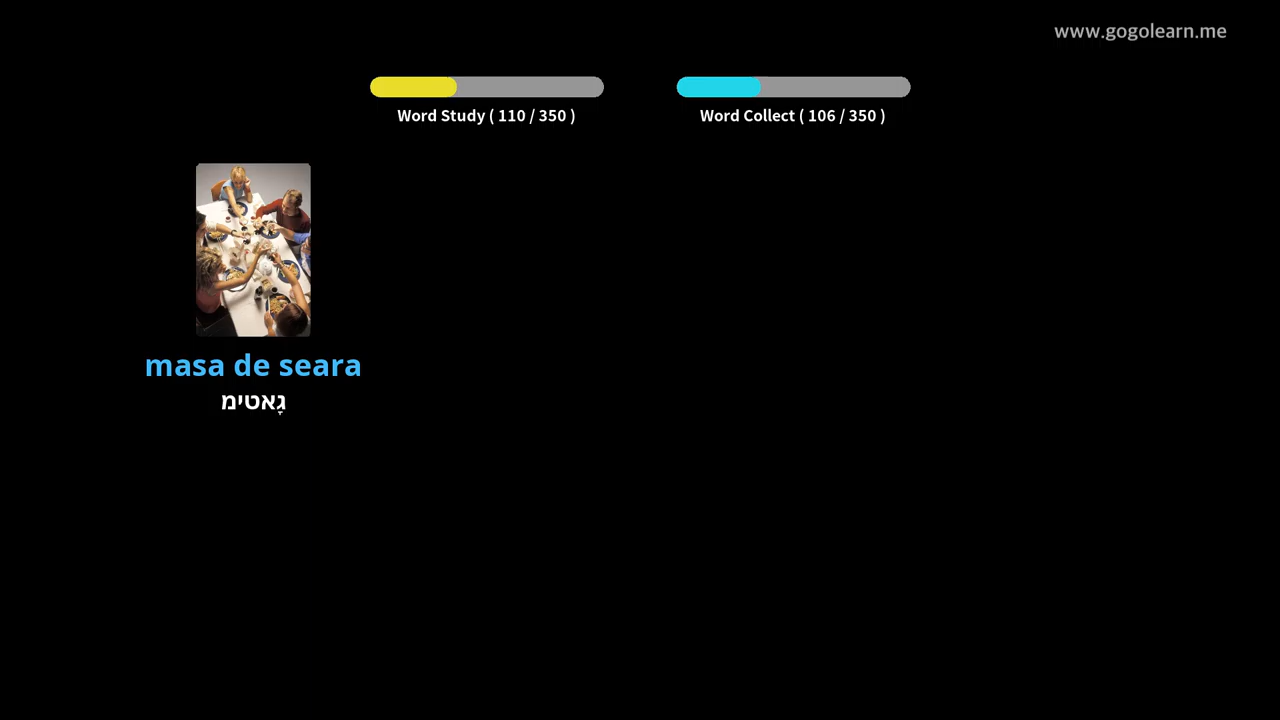 www.gogolearn.me
Word Study ( 110 / 350 )
Word Collect ( 106 / 350 )
masa de seara
גָאטימ